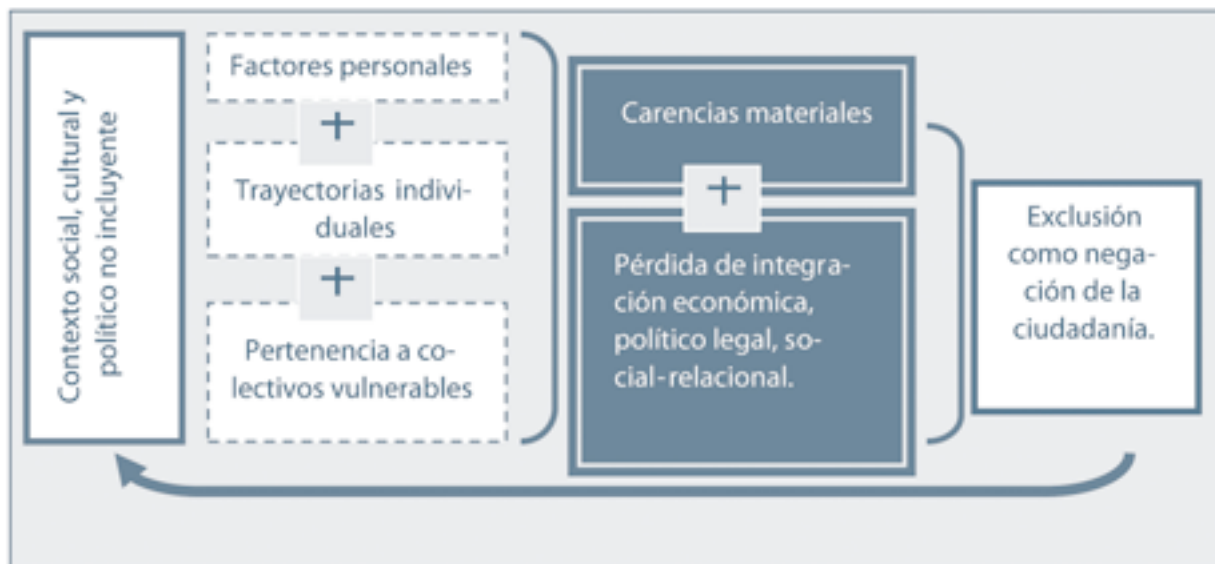 Contexto social, cultural y
político no incluyente
Factores personales
+
Trayectorias indivi-
duales
+
Pertenencia a co-
lectivos vulnerables
Carencias materiales
+
Pérdida de integra-
ción económica,
político legal, so-
cial-relacional.
Exclusión
como nega-
ción de la
ciudadanía.